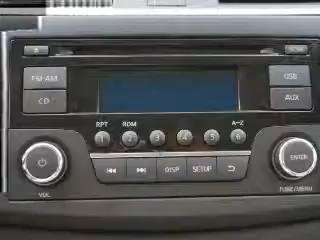 FM·AM
USB
CD
AUX
RPT RDM A-Z
1 2 3 4 5 6
ENTER
DISP SETUP
VOL
TUNE/MENU